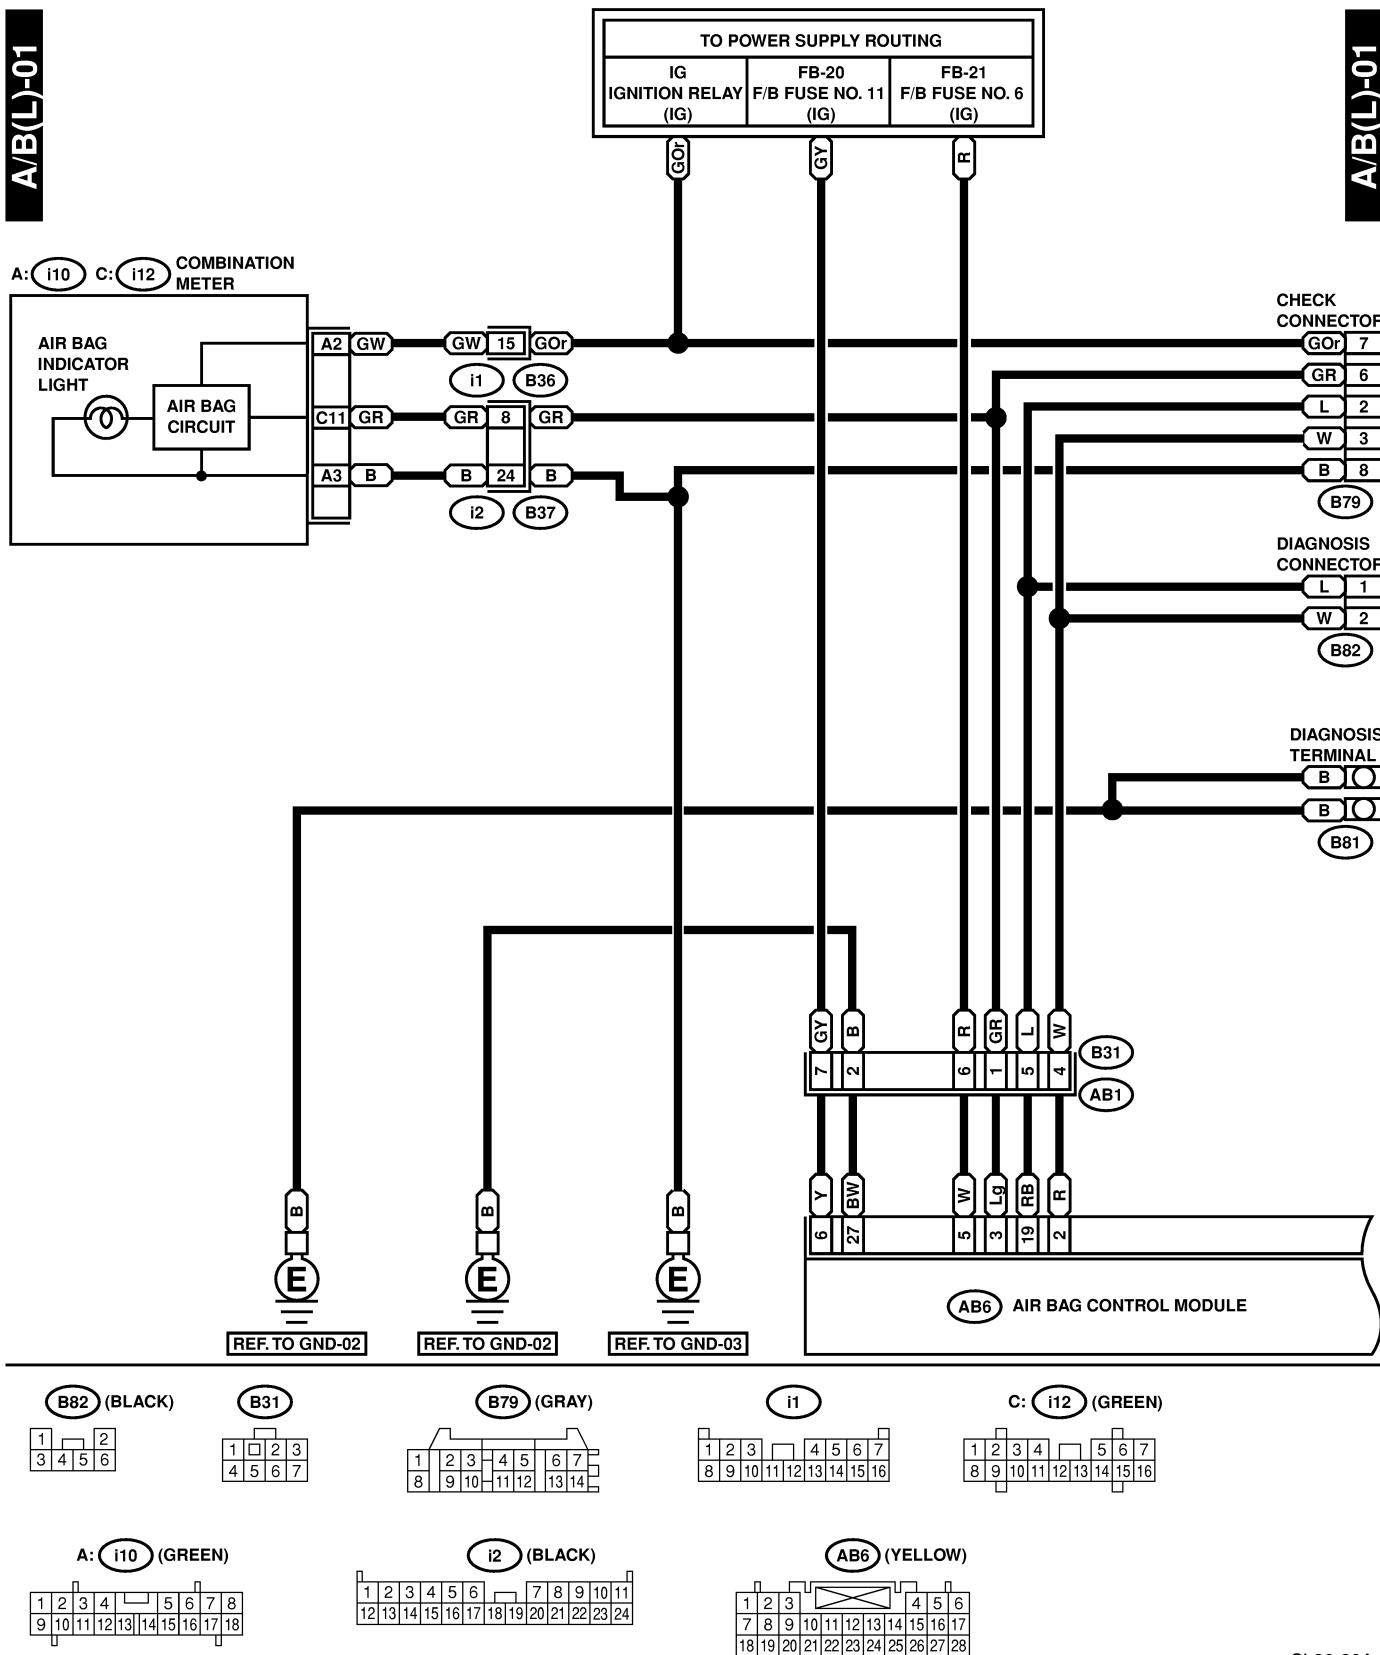 A/B(L)-01
A/B(L)-01
TO POWER SUPPLY ROUTING
IG
IGNITION RELAY
(IG)
FB-20
F/B FUSE NO. 11
(IG)
FB-21
F/B FUSE NO. 6
(IG)
GOr
GY
R
A: i10 C: i12 COMBINATION
METER
AIR BAG
INDICATOR
LIGHT
AIR BAG
CIRCUIT
A2 GW GW 15 GOr
i1 B36
C11 GR GR 8 GR
A3 B B 24 B
i2 B37
CHECK
CONNECTOR
GOr 7
GR 6
L 2
W 3
B 8
B79
DIAGNOSIS
CONNECTOR
L 1
W 2
B82
DIAGNOSIS
TERMINAL
B
B
B81
GY B R GR L W
B31
7 2 6 1 5 4
AB1
Y BW W Lg RB R
6 27 5 3 19 2
AB6 AIR BAG CONTROL MODULE
B B B
E E E
REF. TO GND-02
REF. TO GND-02
REF. TO GND-03
B82 (BLACK)
1 2
3 4 5 6
B31
1 2 3
4 5 6 7
B79 (GRAY)
1 2 3 4 5 6 7
8 9 10 11 12 13 14
i1
1 2 3 4 5 6 7
8 9 10 11 12 13 14 15 16
C: i12 (GREEN)
1 2 3 4 5 6 7
8 9 10 11 12 13 14 15 16
A: i10 (GREEN)
1 2 3 4 5 6 7 8
9 10 11 12 13 14 15 16 17 18
i2 (BLACK)
1 2 3 4 5 6 7 8 9 10 11
12 13 14 15 16 17 18 19 20 21 22 23 24
AB6 (YELLOW)
1 2 3 4 5 6
7 8 9 10 11 12 13 14 15 16 17
18 19 20 21 22 23 24 25 26 27 28